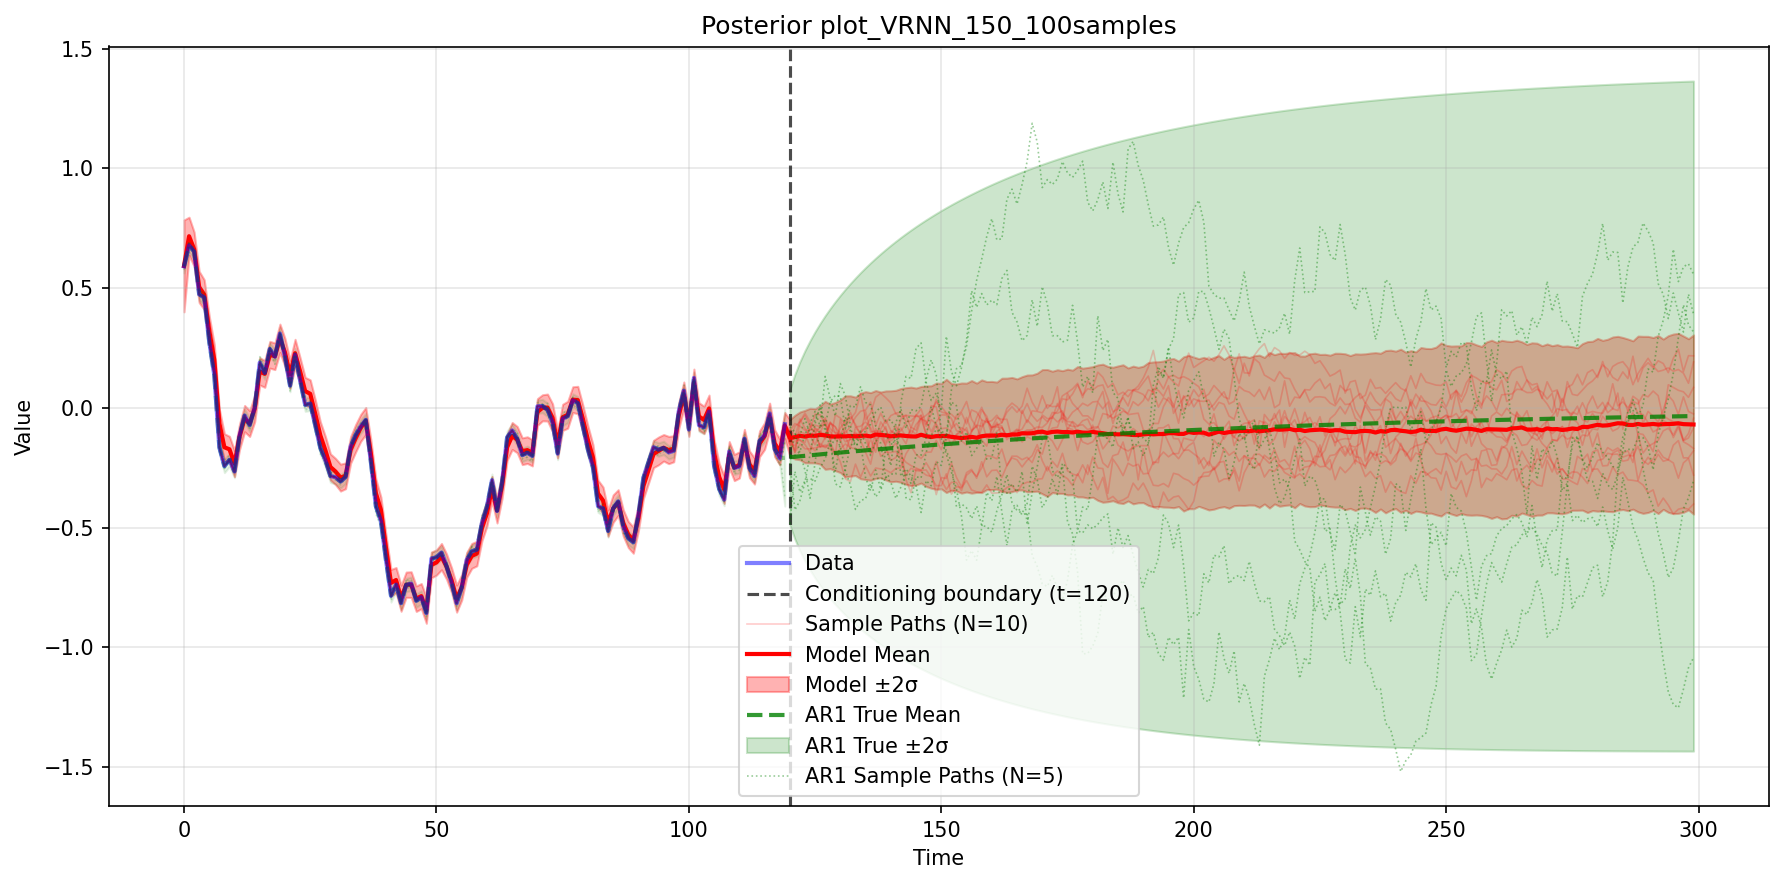 Posterior plot_VRNN_150_100samples
Value
1.5
1.0
0.5
0.0
−0.5
−1.0
−1.5
Data
Conditioning boundary (t=120)
Sample Paths (N=10)
Model Mean
Model ±2σ
AR1 True Mean
AR1 True ±2σ
AR1 Sample Paths (N=5)
0 50 100 150 200 250 300
Time